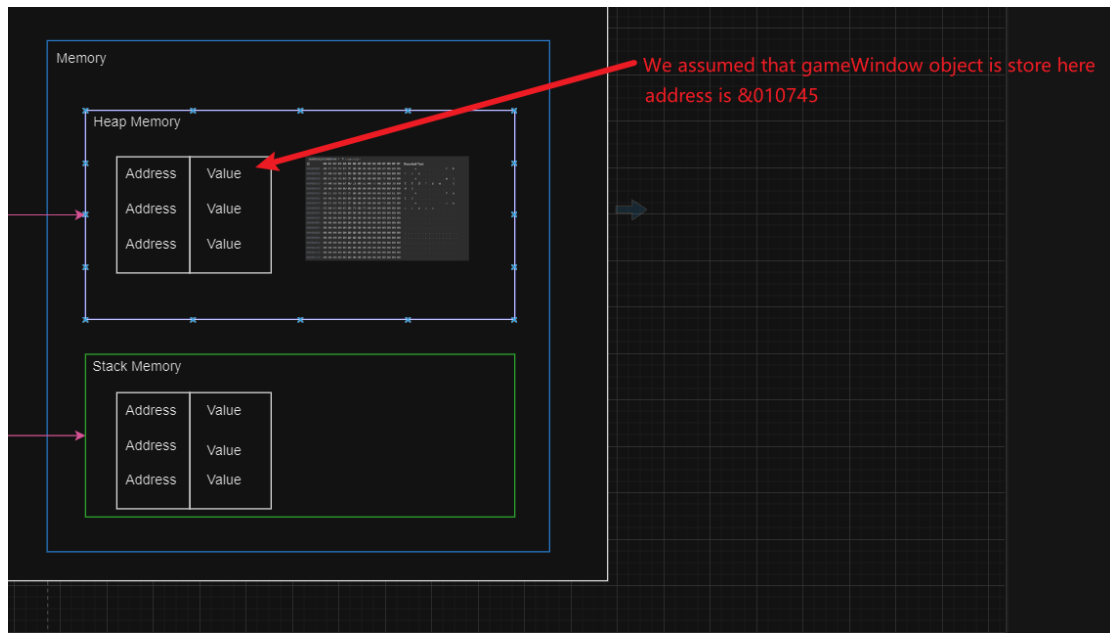 Memory
We assumed that gameWindow object is store here
address is &010745
Heap Memory
Address Value
Address Value
Address Value
Stack Memory
Address Value
Address Value
Address Value